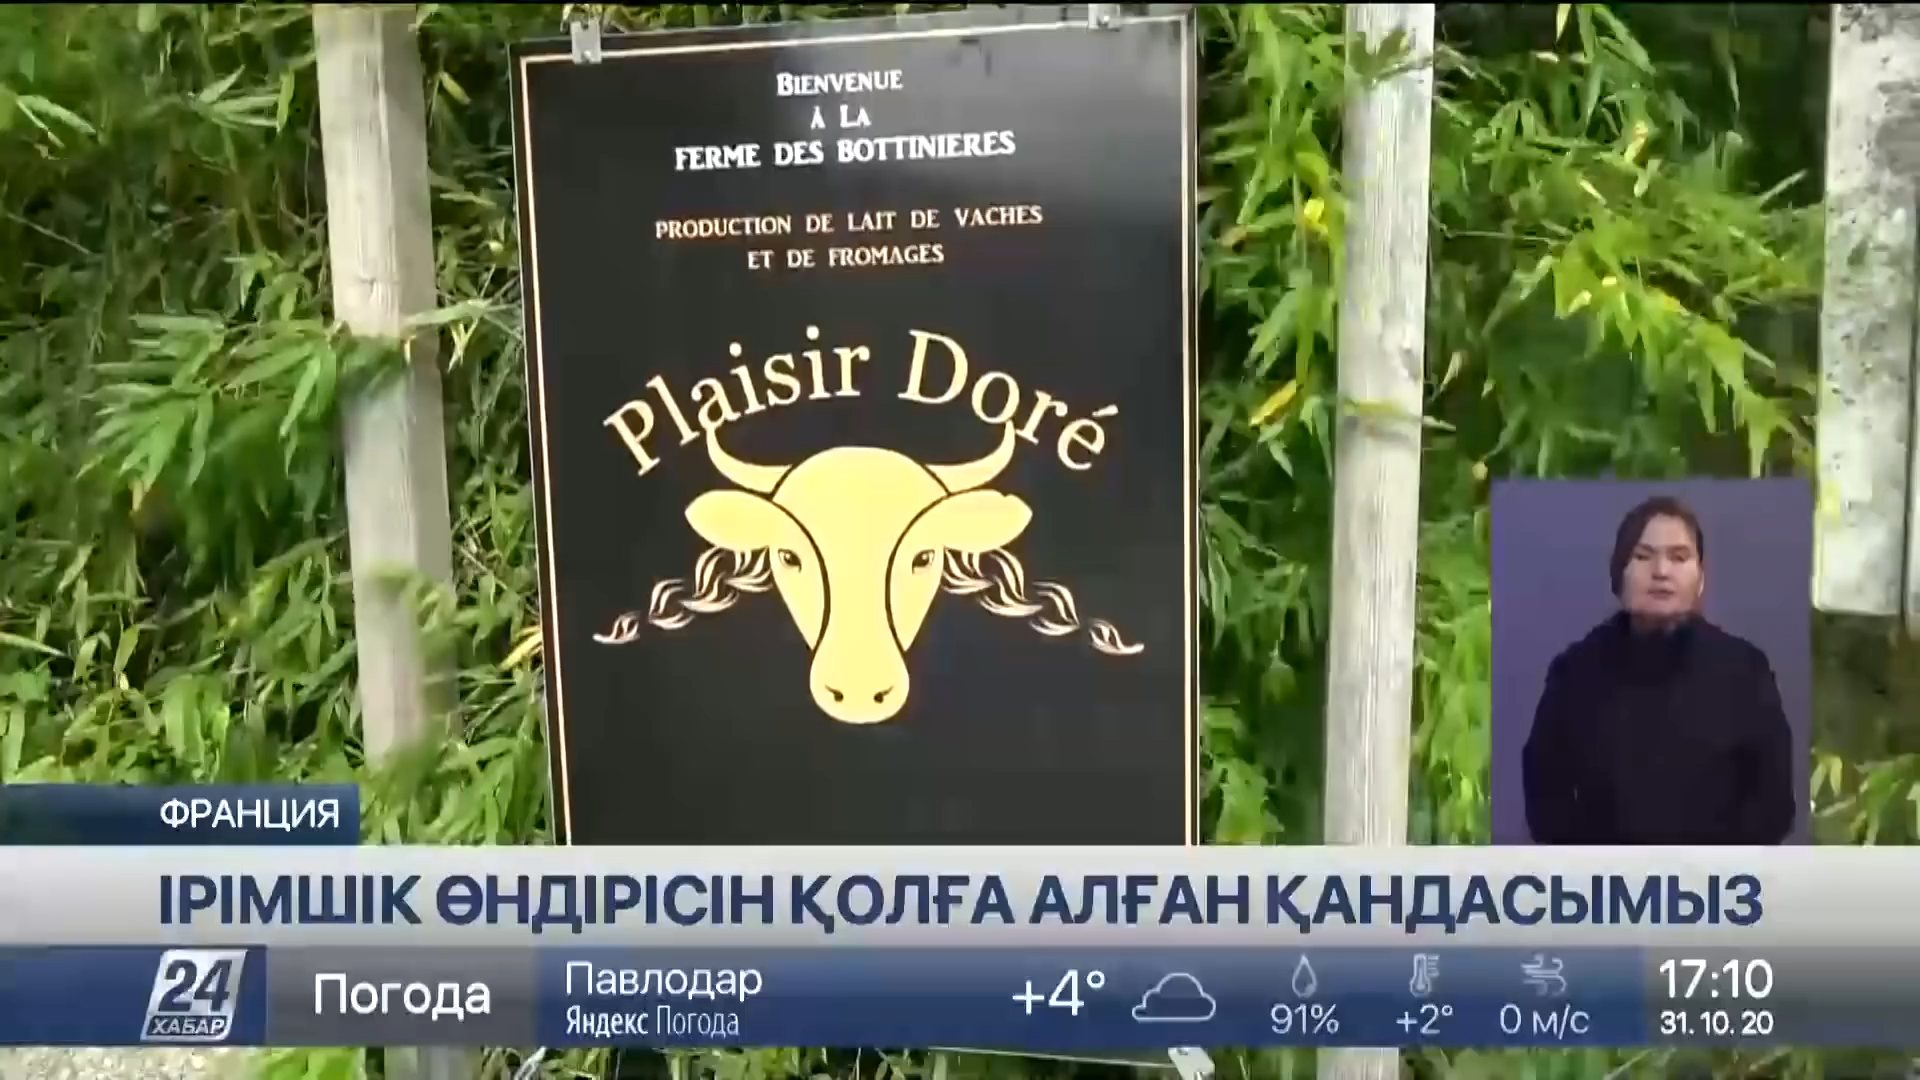 BIENVENUE
À LA
FERME DES BOTTINIERES
PRODUCTION DE LAIT DE VACHES
ET DE FROMAGES
Plaisir Doré
ФРАНЦИЯ
ІРІМШІК ӨНДІРІСІН ҚОЛҒА АЛҒАН ҚАНДАСЫМЫЗ
24
ХАБАР
Погода
Павлодар
Яндекс Погода
+4°
91%
+2°
0 м/с
17:10
31.10.20